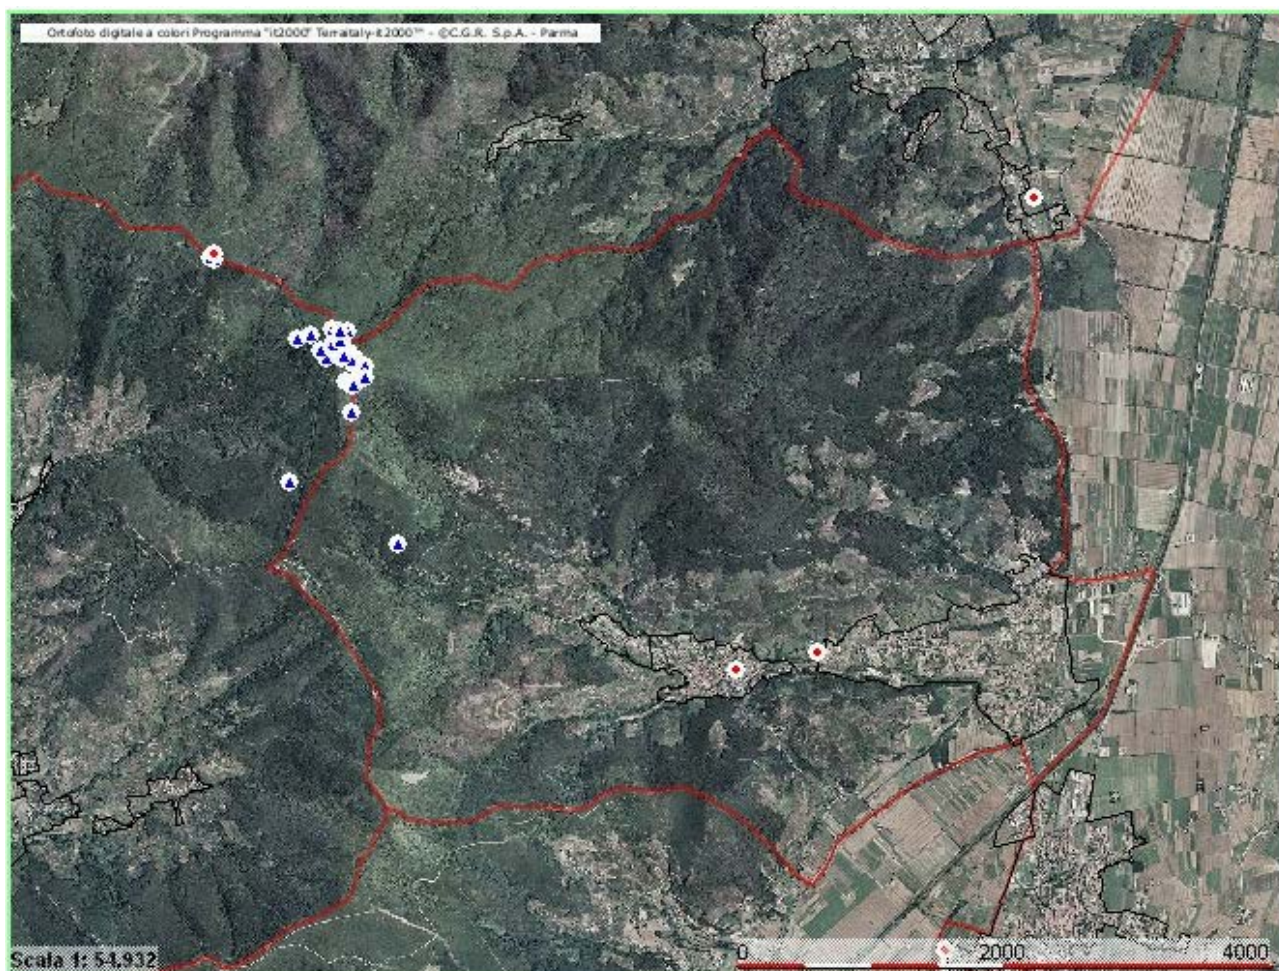 Ortofoto digitale a colori Programma "it2000" Terraitaly-it2000™ - ©C.G.R. S.p.A. - Parma
Scala 1: 54.932
0 2000 4000